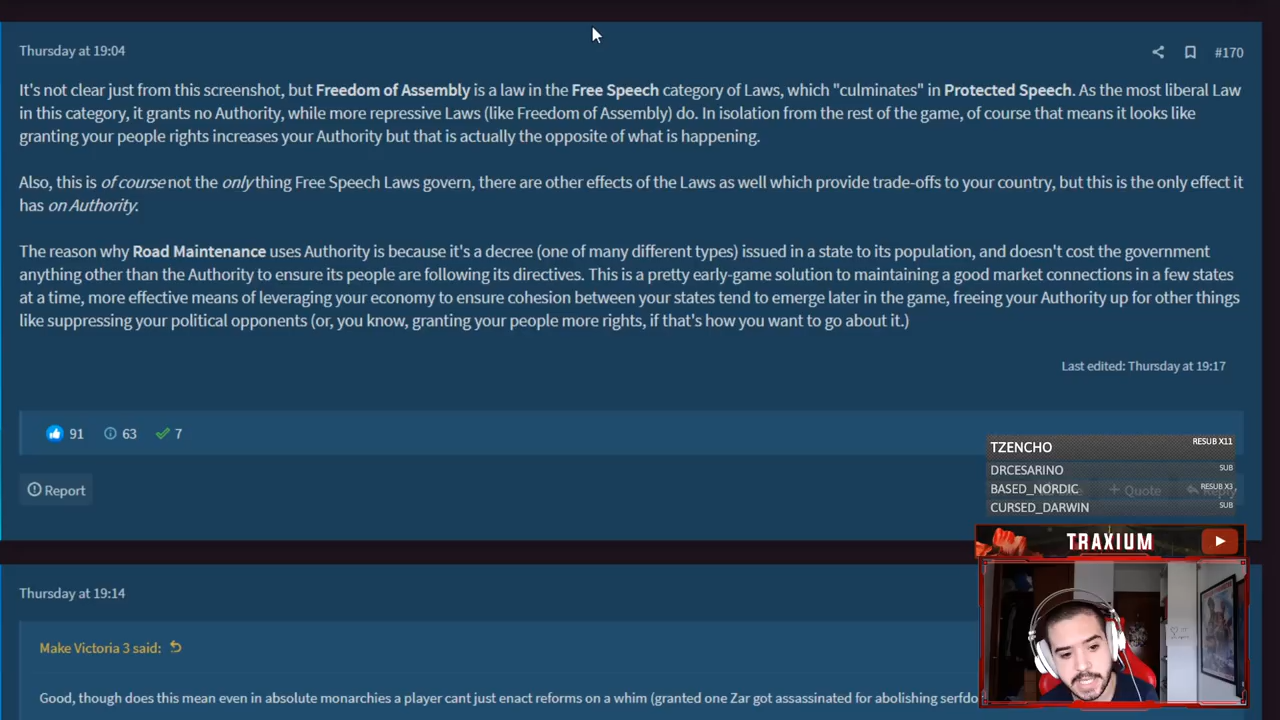 Thursday at 19:04
#170
It's not clear just from this screenshot, but Freedom of Assembly is a law in the Free Speech category of Laws, which "culminates" in Protected Speech. As the most liberal Law
in this category, it grants no Authority, while more repressive Laws (like Freedom of Assembly) do. In isolation from the rest of the game, of course that means it looks like
granting your people rights increases your Authority but that is actually the opposite of what is happening.
Also, this is of course not the only thing Free Speech Laws govern, there are other effects of the Laws as well which provide trade-offs to your country, but this is the only effect it
has on Authority.
The reason why Road Maintenance uses Authority is because it's a decree (one of many different types) issued in a state to its population, and doesn't cost the government
anything other than the Authority to ensure its people are following its directives. This is a pretty early-game solution to maintaining a good market connections in a few states
at a time, more effective means of leveraging your economy to ensure cohesion between your states tend to emerge later in the game, freeing your Authority up for other things
like suppressing your political opponents (or, you know, granting your people more rights, if that's how you want to go about it.)
Last edited: Thursday at 19:17
91 63 7
TZENCHO RESUB X11
DRCESARINO SUB
BASED_NORDIC RESUB X3
CURSED_DARWIN SUB
Report
+ Quote Reply
TRAXIUM
Thursday at 19:14
Make Victoria 3 said:
Good, though does this mean even in absolute monarchies a player cant just enact reforms on a whim (granted one Zar got assassinated for abolishing serfdo